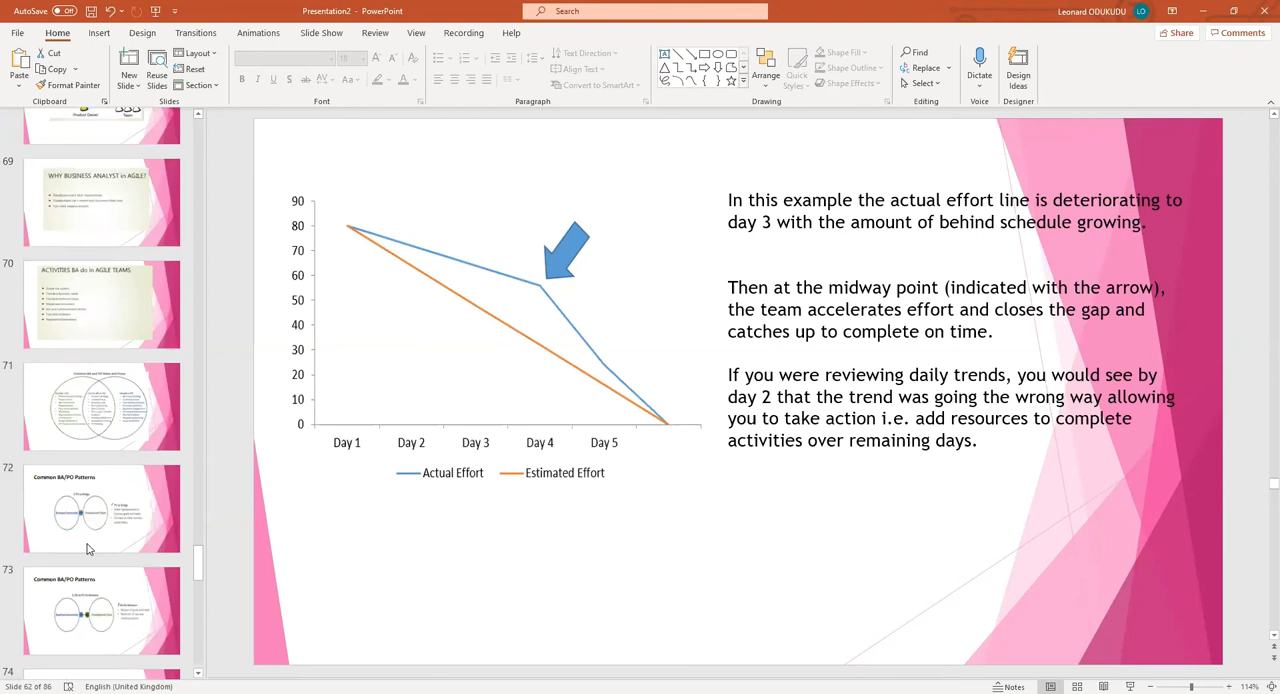 AutoSave Off
Presentation2 - PowerPoint
Search
Leonard ODUKUDU LO
File Home Insert Design Transitions Animations Slide Show Review View Recording Help
Share Comments
Paste Cut Copy Format Painter
Clipboard
New Slide Reuse Slides Layout Reset Section
Slides
18
B I U S ab AV Aa A
Font
Text Direction
Align Text
Convert to SmartArt
Paragraph
Arrange Quick Styles
Shape Fill
Shape Outline
Shape Effects
Drawing
Find
Replace
Select
Editing
Dictate
Voice
Design Ideas
Designer
Product Owner Team
69
WHY BUSINESS ANALYST in AGILE?
70
ACTIVITIES BA do in AGILE TEAMS
71
72
Common BA/PO Patterns
73
Common BA/PO Patterns
74
90
80
70
60
50
40
30
20
10
0
Day 1 Day 2 Day 3 Day 4 Day 5
Actual Effort Estimated Effort
In this example the actual effort line is deteriorating to
day 3 with the amount of behind schedule growing.
Then at the midway point (indicated with the arrow),
the team accelerates effort and closes the gap and
catches up to complete on time.
If you were reviewing daily trends, you would see by
day 2 that the trend was going the wrong way allowing
you to take action i.e. add resources to complete
activities over remaining days.
Slide 62 of 86 English (United Kingdom)
Notes
114%